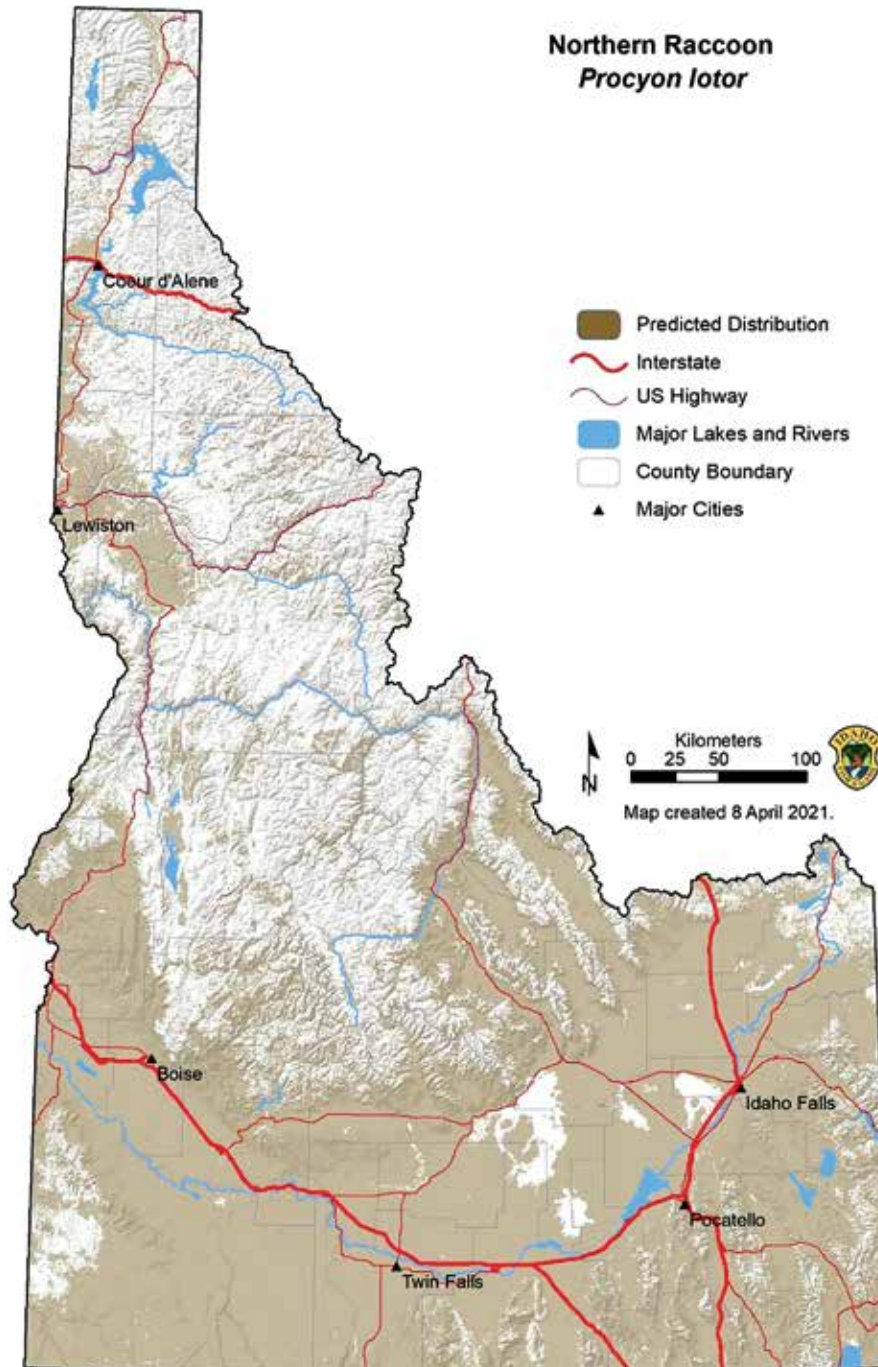 Northern Raccoon
Procyon lotor
Coeur d'Alene
Predicted Distribution
Interstate
US Highway
Major Lakes and Rivers
County Boundary
Major Cities
Lewiston
Kilometers
0 25 50 100
N
IDAHO
Map created 8 April 2021.
Boise
Idaho Falls
Pocatello
Twin Falls